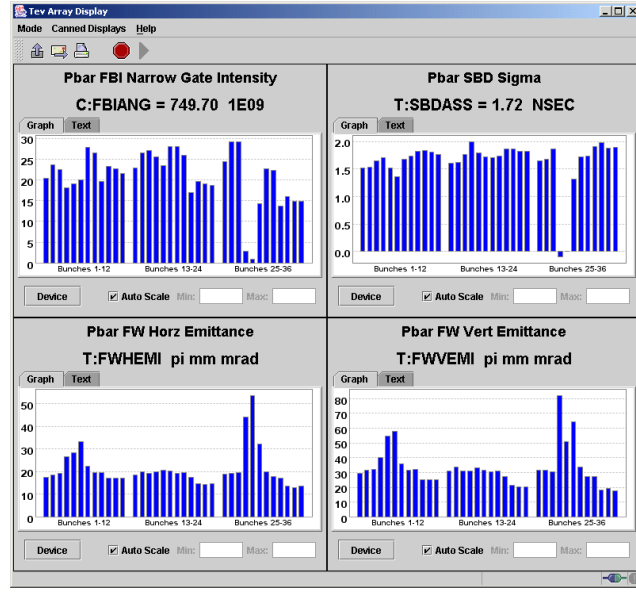 Tev Array Display
Mode Canned Displays Help
Pbar FBI Narrow Gate Intensity
C:FBIANG = 749.70 1E09
Graph Text
30
25
20
15
10
5
0
Bunches 1-12 Bunches 13-24 Bunches 25-36
Device Auto Scale Min: Max:
Pbar SBD Sigma
T:SBDASS = 1.72 NSEC
Graph Text
2.0
1.5
1.0
0.5
0.0
Bunches 1-12 Bunches 13-24 Bunches 25-36
Device Auto Scale Min: Max:
Pbar FW Horz Emittance
T:FWHEMI pi mm mrad
Graph Text
50
40
30
20
10
0
Bunches 1-12 Bunches 13-24 Bunches 25-36
Device Auto Scale Min: Max:
Pbar FW Vert Emittance
T:FWVEMI pi mm mrad
Graph Text
80
70
60
50
40
30
20
10
0
Bunches 1-12 Bunches 13-24 Bunches 25-36
Device Auto Scale Min: Max: